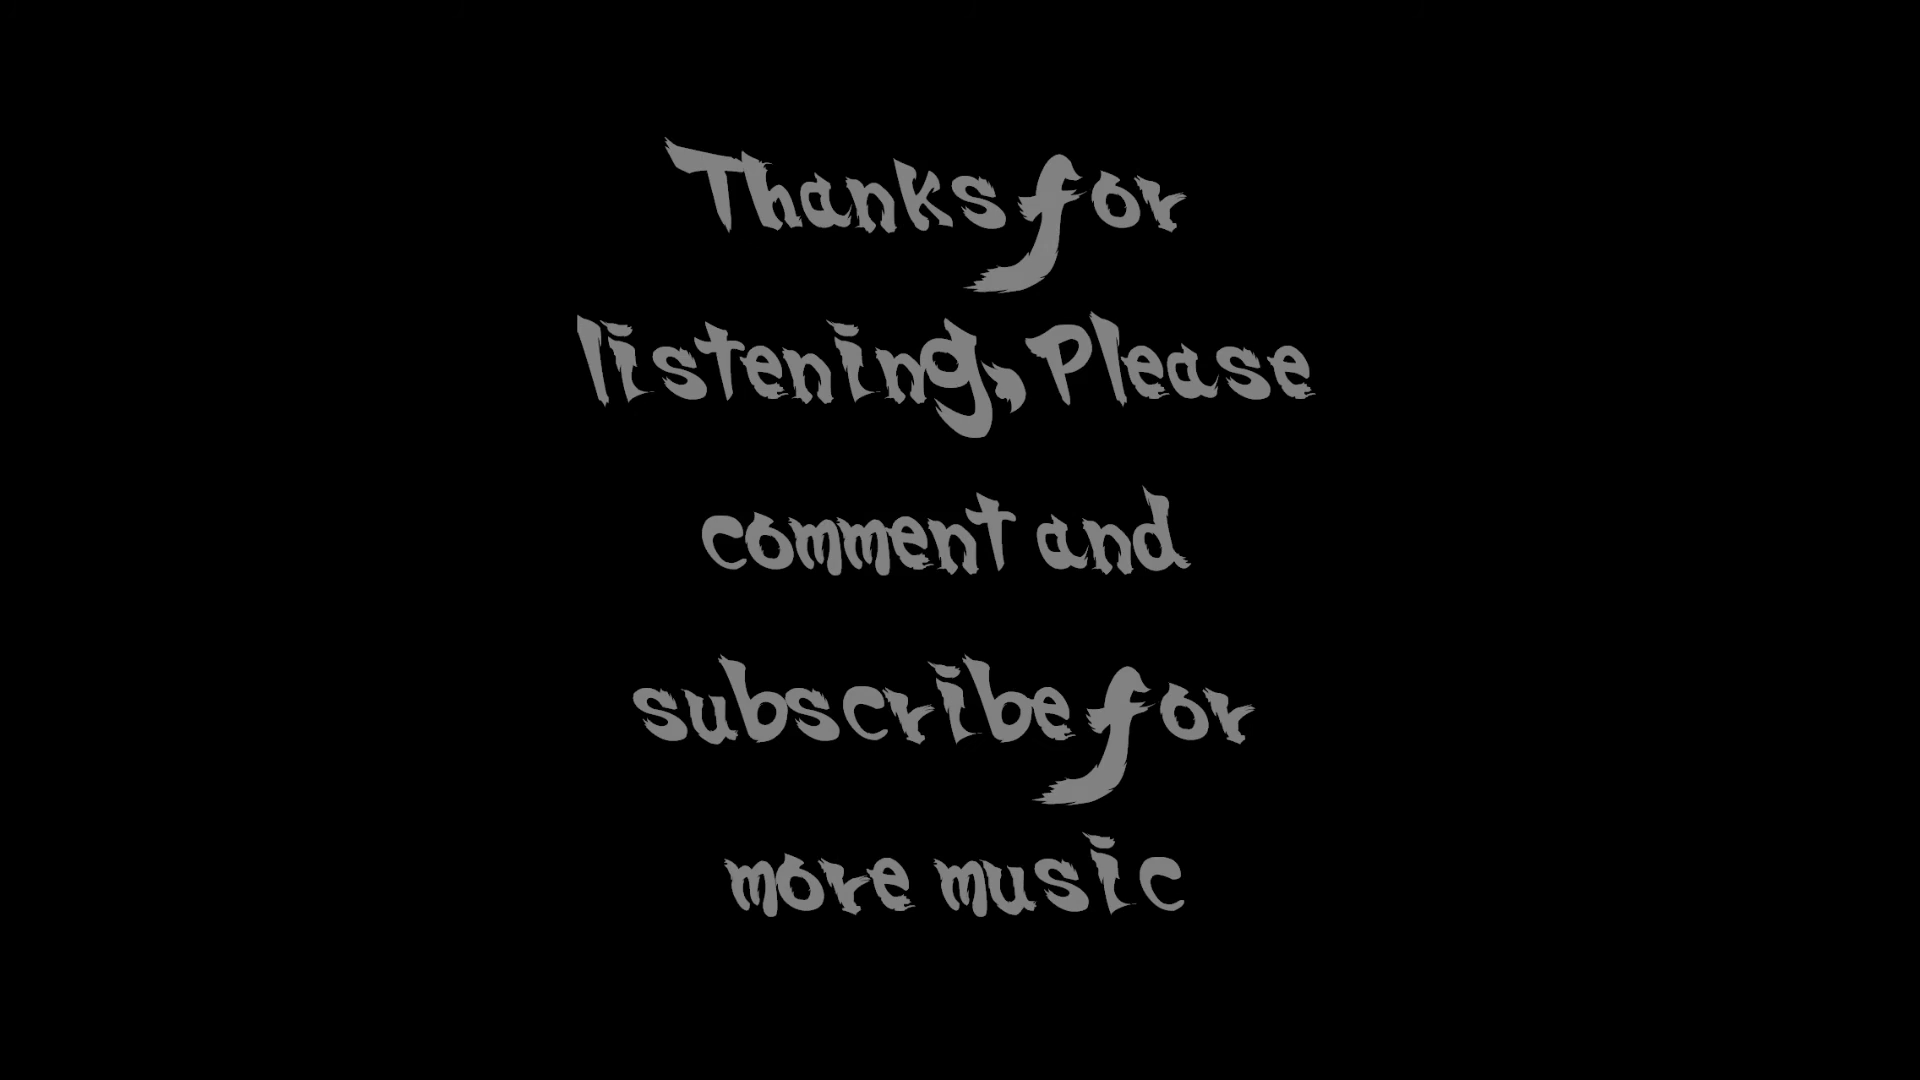 Thanks for
listening, Please
comment and
subscribe for
more music